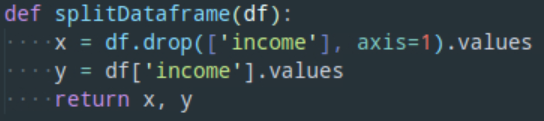 def splitDataframe(df):
    x = df.drop(['income'], axis=1).values
    y = df['income'].values
    return x, y